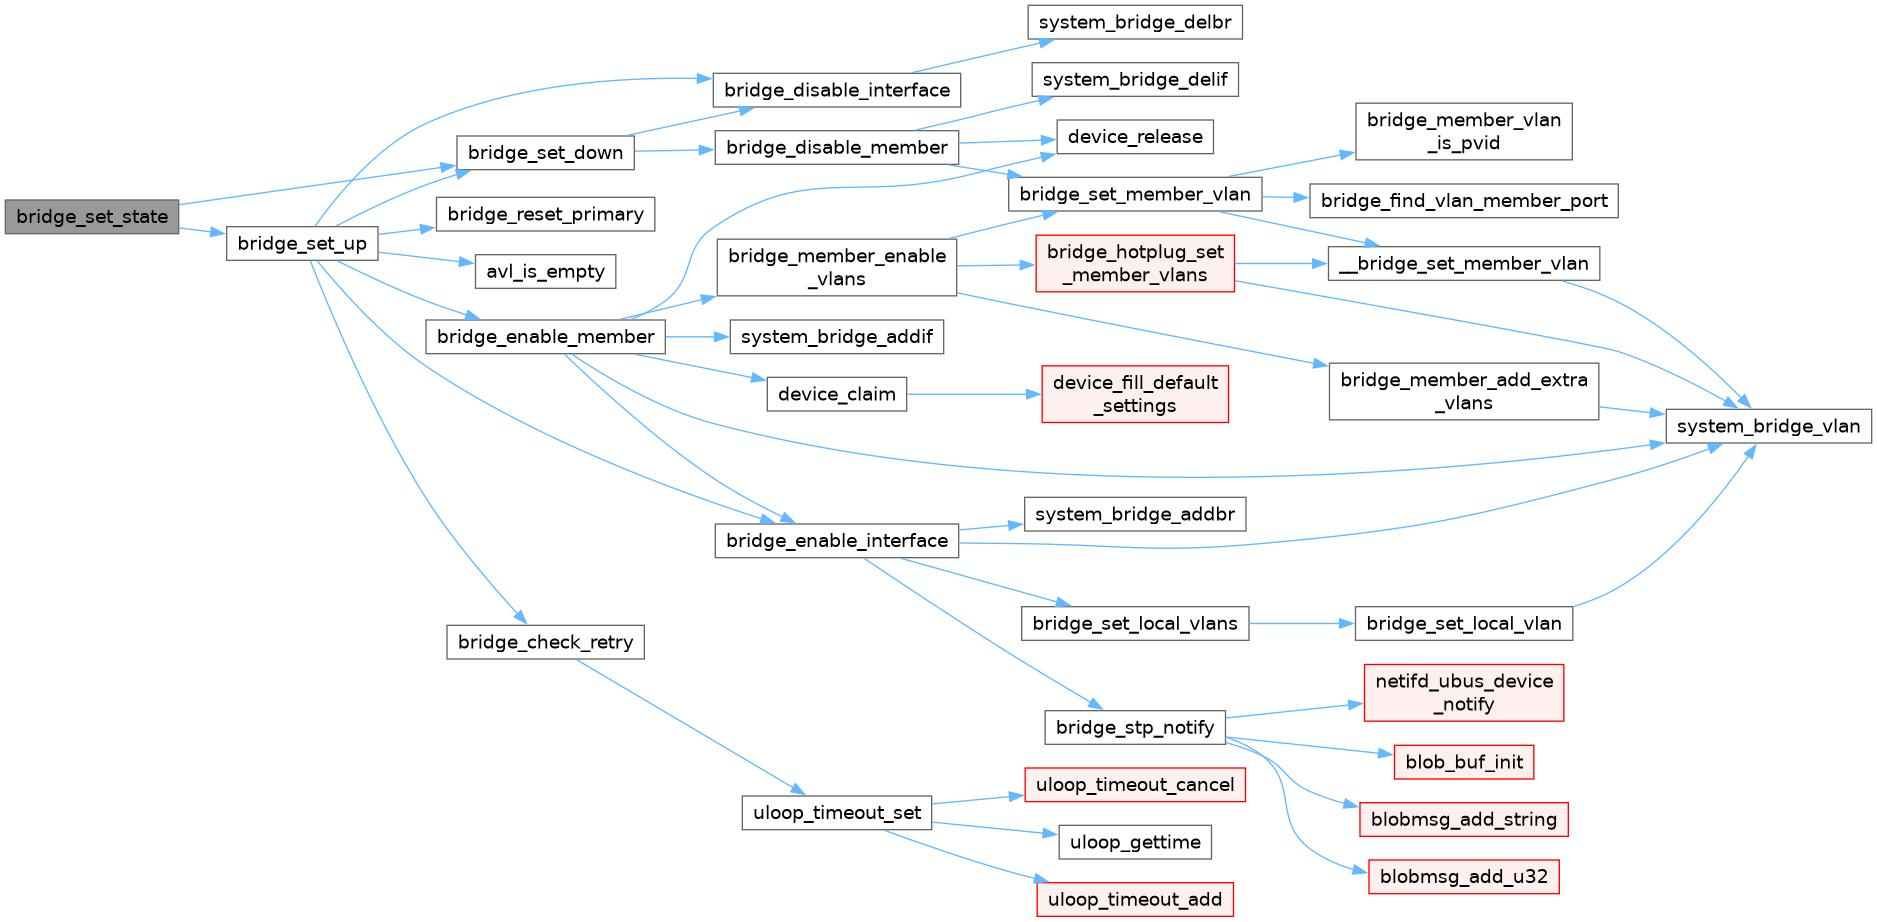 bridge_set_state
bridge_set_up
bridge_set_down
bridge_reset_primary
avl_is_empty
bridge_enable_member
bridge_check_retry
bridge_disable_interface
bridge_disable_member
bridge_member_enable
_vlans
system_bridge_addif
device_claim
bridge_enable_interface
uloop_timeout_set
system_bridge_delbr
system_bridge_delif
device_release
bridge_set_member_vlan
bridge_hotplug_set
_member_vlans
device_fill_default
_settings
system_bridge_addbr
bridge_set_local_vlans
bridge_stp_notify
uloop_timeout_cancel
uloop_gettime
uloop_timeout_add
bridge_member_vlan
_is_pvid
bridge_find_vlan_member_port
__bridge_set_member_vlan
bridge_member_add_extra
_vlans
bridge_set_local_vlan
netifd_ubus_device
_notify
blob_buf_init
blobmsg_add_string
blobmsg_add_u32
system_bridge_vlan